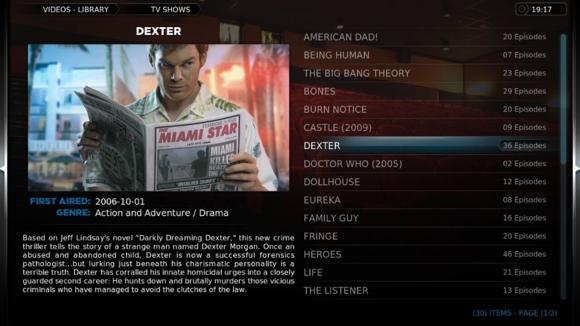 VIDEOS - LIBRARY
TV SHOWS
19:17
DEXTER
THE
MIAMI STAR
MIAMI
KILLE
FIRST AIRED: 2006-10-01
GENRE: Action and Adventure / Drama
Based on Jeff Lindsay's novel "Darkly Dreaming Dexter," this new crime
thriller tells the story of a strange man named Dexter Morgan. Once an
abused and abandoned child, Dexter is now a successful forensics
pathologist...but lurking just beneath his charismatic personality is a
terrible truth. Dexter has corralled his innate homicidal urges into a closely
guarded second career: He hunts down and brutally murders those vicious
criminals who have managed to avoid the clutches of the law.
AMERICAN DAD! 20 Episodes
BEING HUMAN 07 Episodes
THE BIG BANG THEORY 23 Episodes
BONES 29 Episodes
BURN NOTICE 20 Episodes
CASTLE (2009) 09 Episodes
DEXTER 36 Episodes
DOCTOR WHO (2005) 02 Episodes
DOLLHOUSE 12 Episodes
EUREKA 08 Episodes
FAMILY GUY 16 Episodes
FRINGE 20 Episodes
HEROES 46 Episodes
LIFE 21 Episodes
THE LISTENER 13 Episodes
(30) ITEMS - PAGE (1/2)